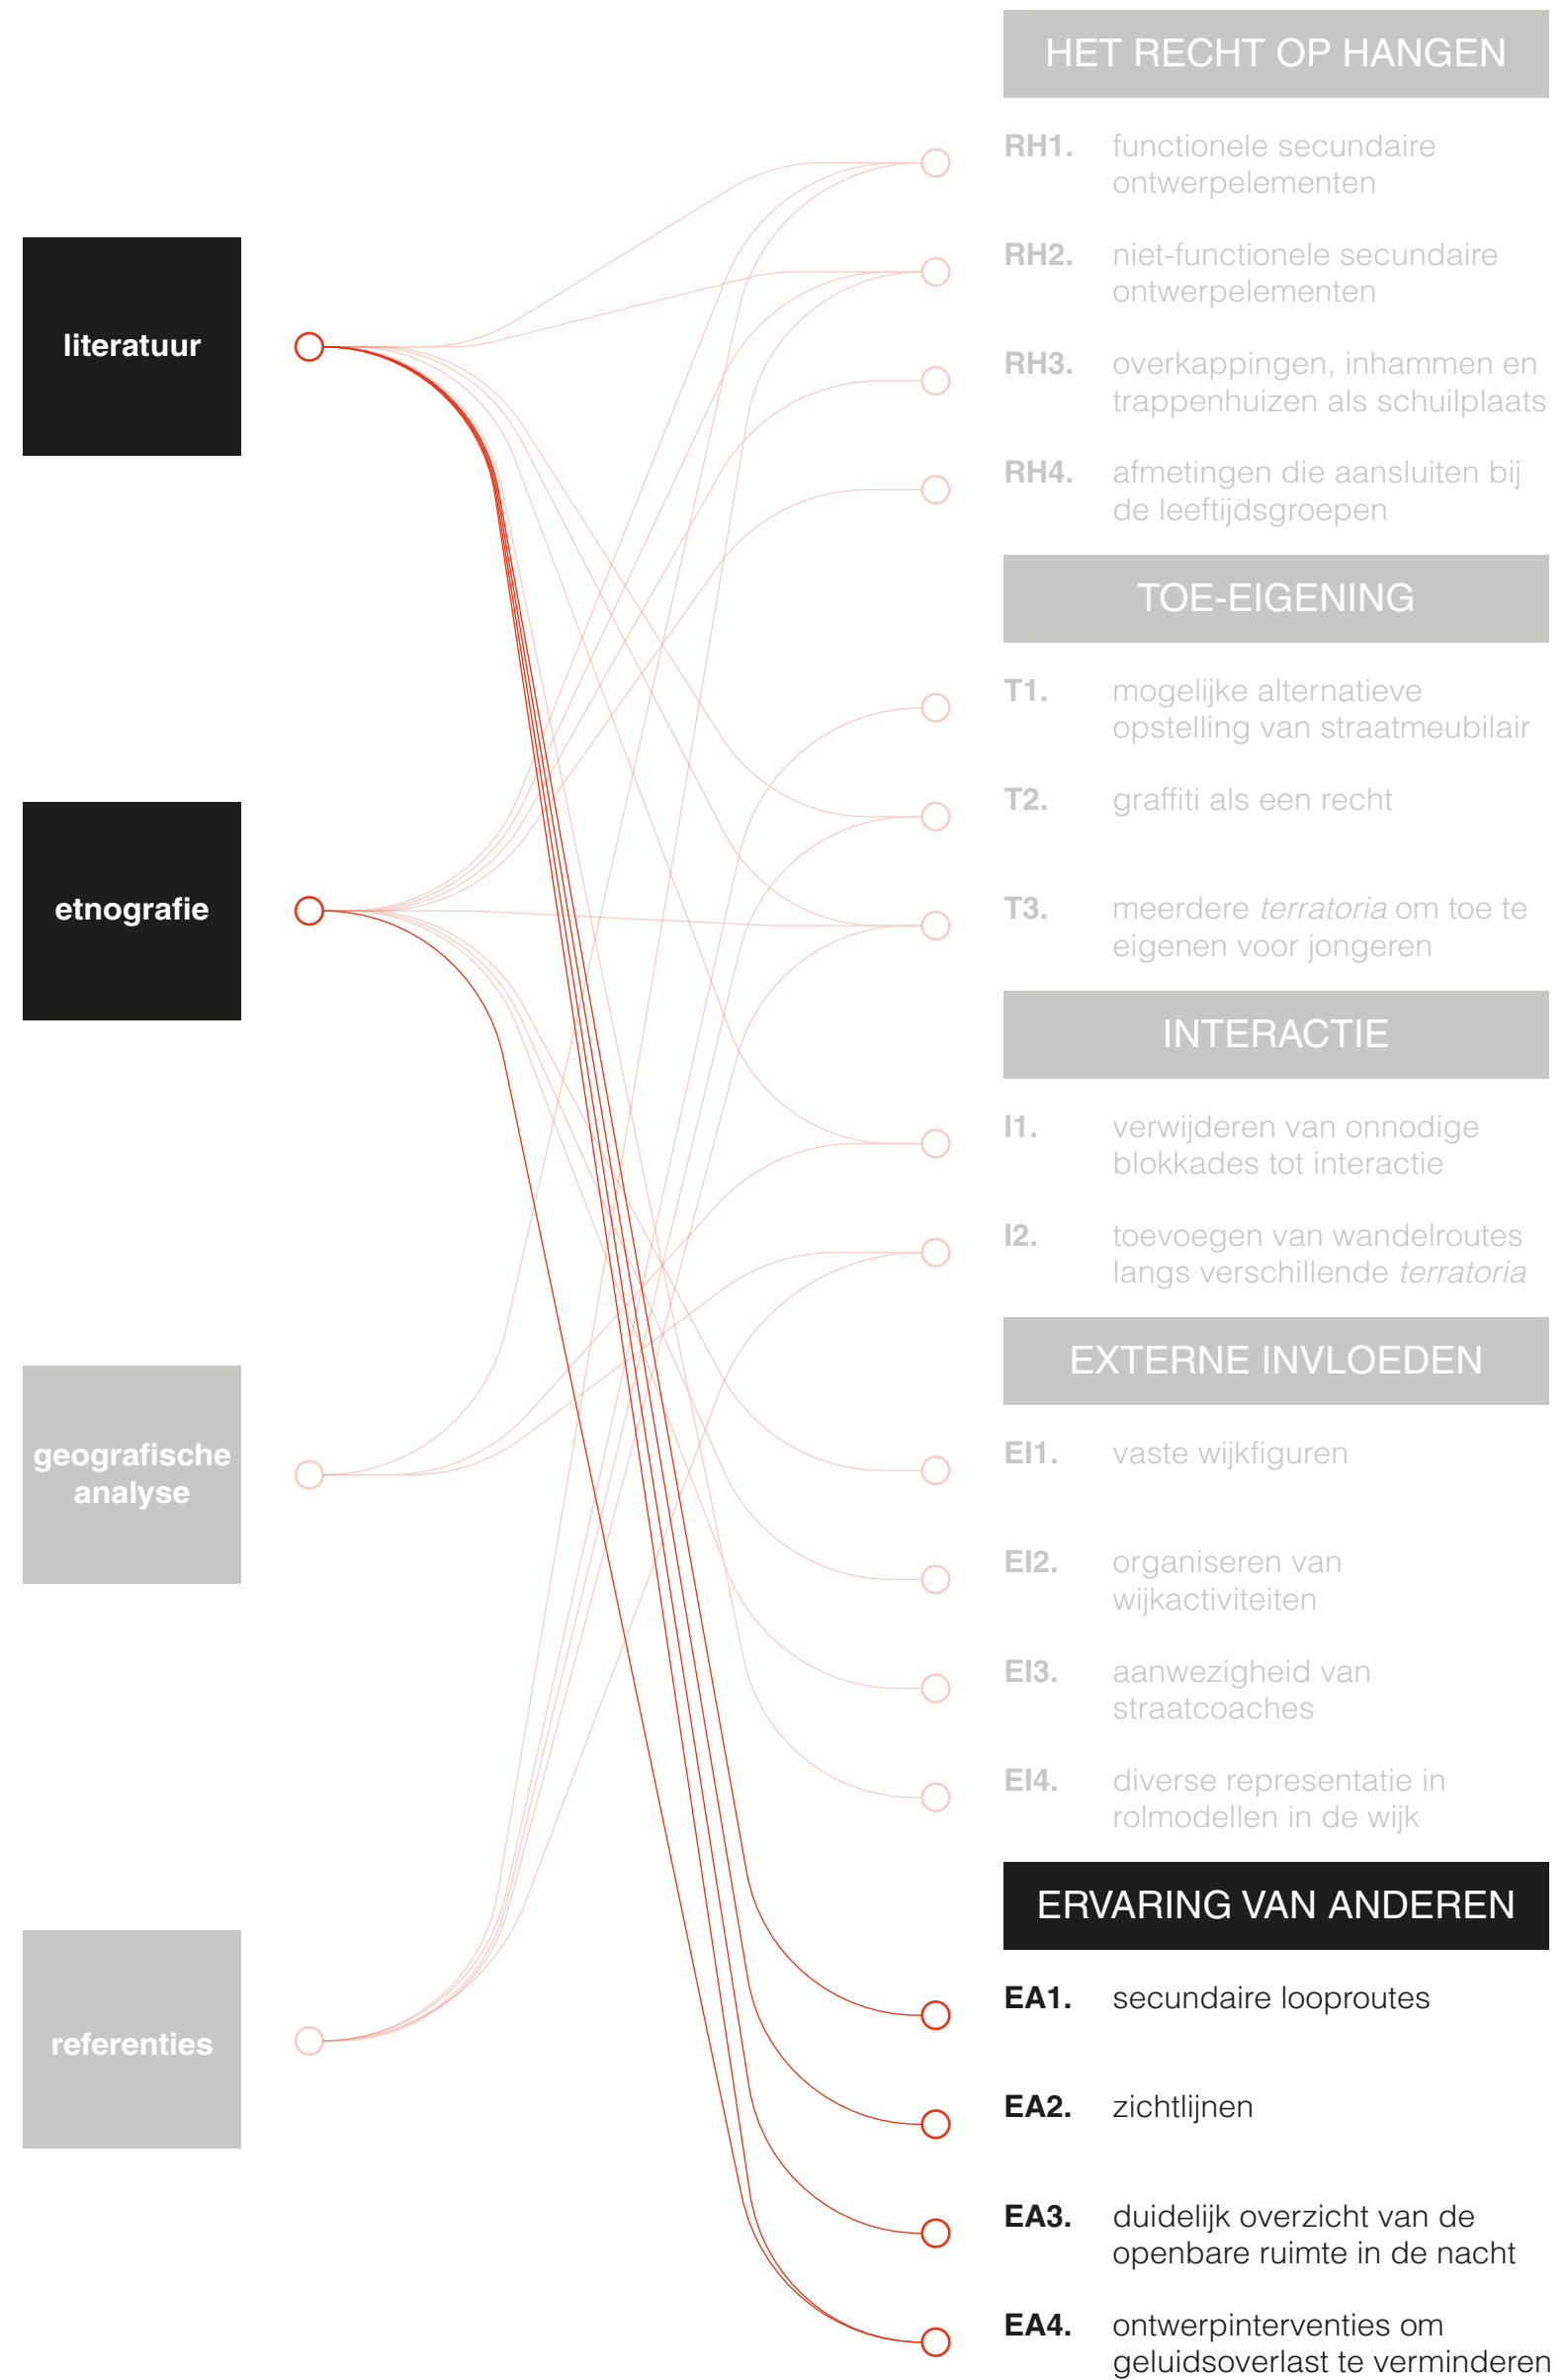 HET RECHT OP HANGEN
RH1. functionele secundaire
ontwerpelementen
RH2. niet-functionele secundaire
ontwerpelementen
RH3. overkappingen, inhammen en
trappenhuizen als schuilplaats
RH4. afmetingen die aansluiten bij
de leeftijdsgroepen
TOE-EIGENING
T1. mogelijke alternatieve
opstelling van straatmeubilair
T2. graffiti als een recht
T3. meerdere terratoria om toe te
eigenen voor jongeren
INTERACTIE
I1. verwijderen van onnodige
blokkades tot interactie
I2. toevoegen van wandelroutes
langs verschillende terratoria
EXTERNE INVLOEDEN
EI1. vaste wijkfiguren
EI2. organiseren van
wijkactiviteiten
EI3. aanwezigheid van
straatcoaches
EI4. diverse representatie in
rolmodellen in de wijk
ERVARING VAN ANDEREN
EA1. secundaire looproutes
EA2. zichtlijnen
EA3. duidelijk overzicht van de
openbare ruimte in de nacht
EA4. ontwerpinterventies om
geluidsoverlast te verminderen
literatuur
etnografie
geografische
analyse
referenties